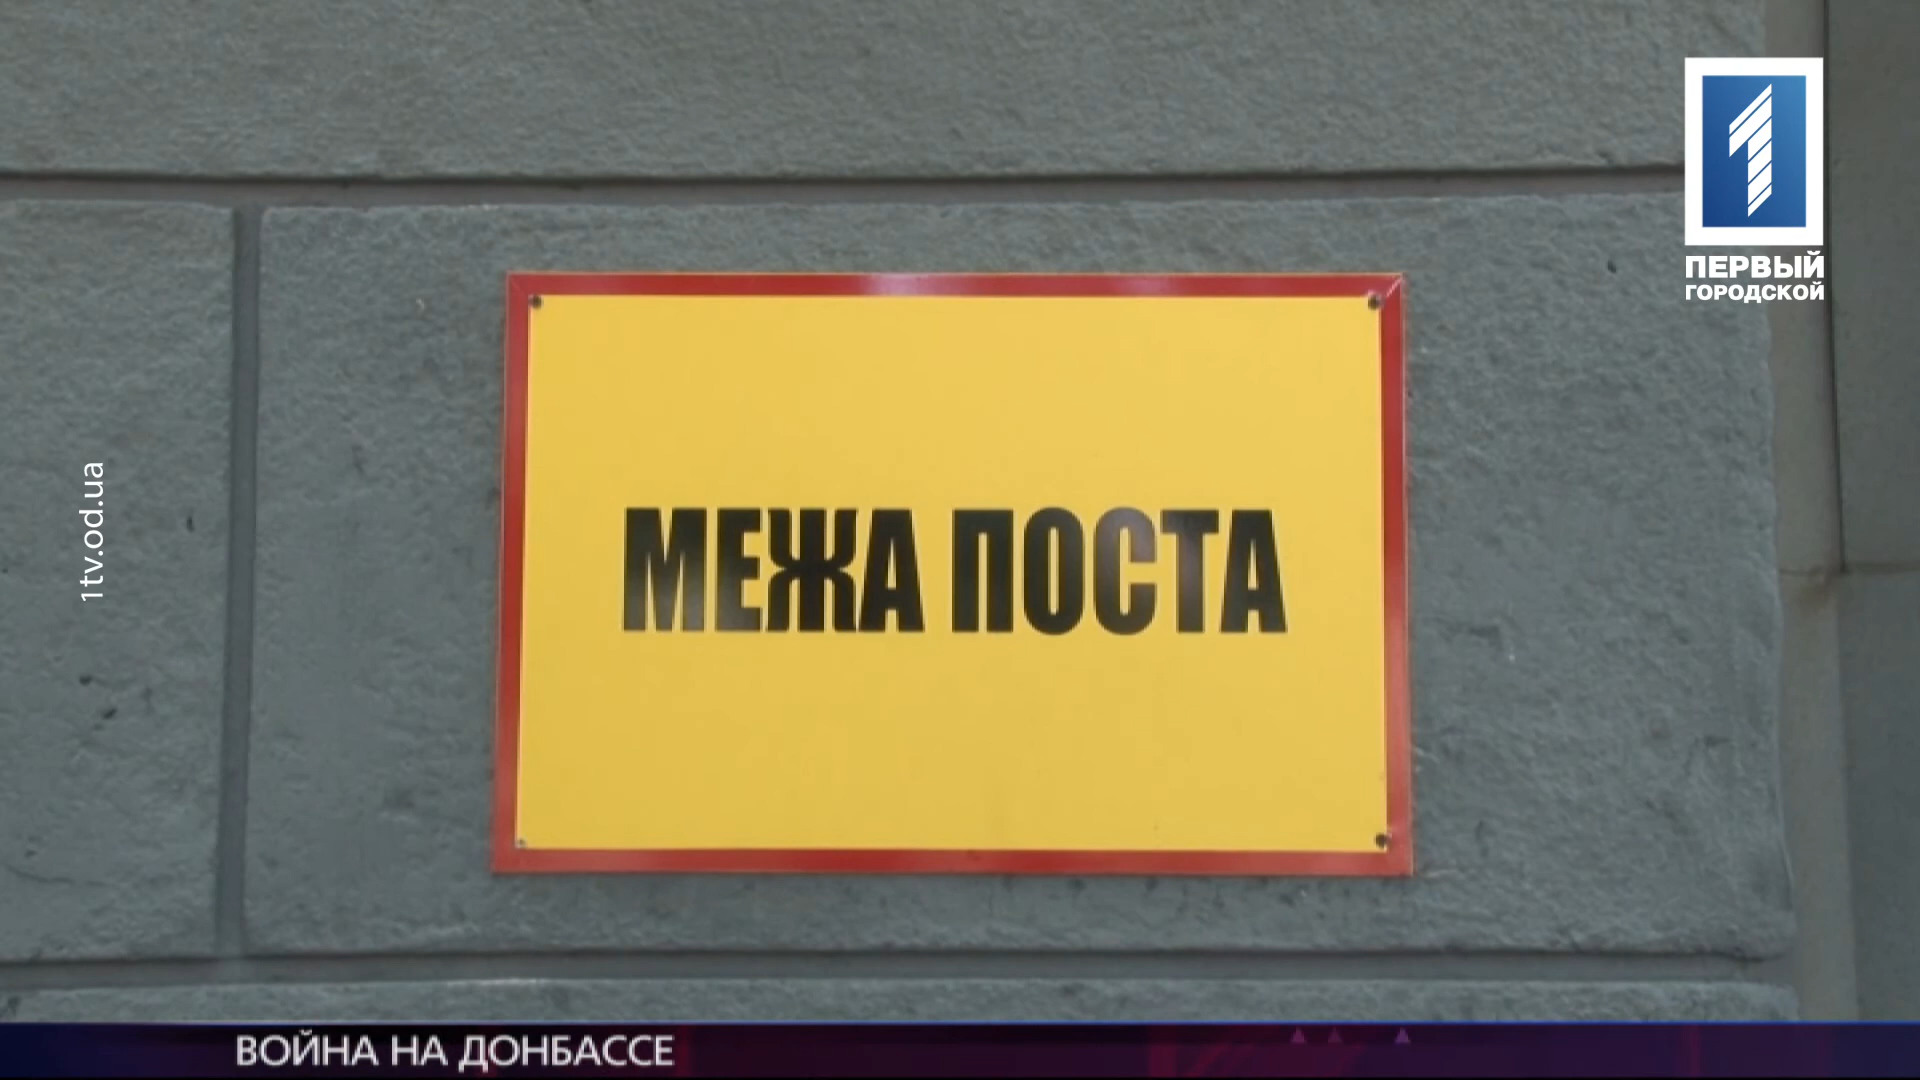 ПЕРВЫЙ
ГОРОДСКОЙ
1tv.od.ua
МЕЖА ПОСТА
ВОЙНА НА ДОНБАССЕ